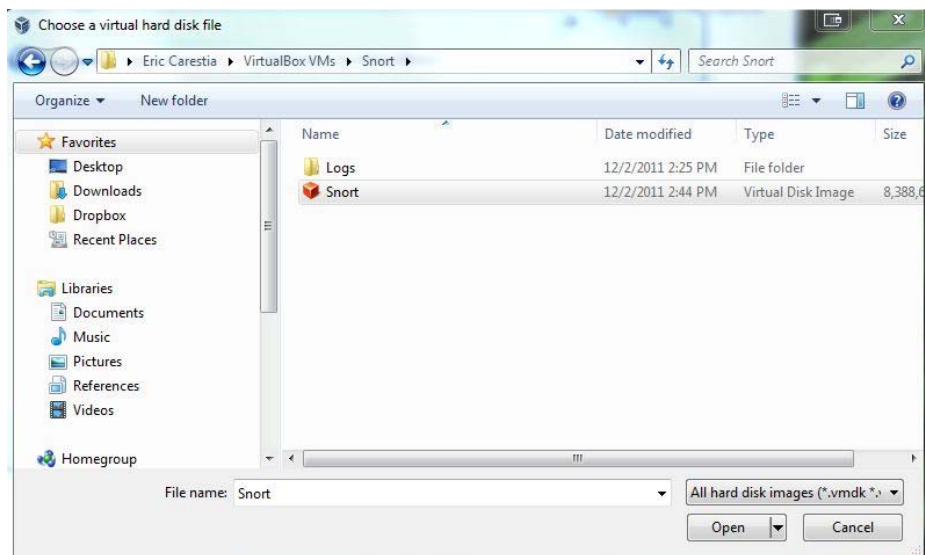 Choose a virtual hard disk file
Eric Carestia VirtualBox VMs Snort
Search Snort
Organize New folder
Name Date modified Type Size
Favorites
Desktop
Downloads
Dropbox
Recent Places
Libraries
Documents
Music
Pictures
References
Videos
Homegroup
Logs 12/2/2011 2:25 PM File folder
Snort 12/2/2011 2:44 PM Virtual Disk Image 8,388,6
File name: Snort
All hard disk images (*.vmdk *.v
Open Cancel